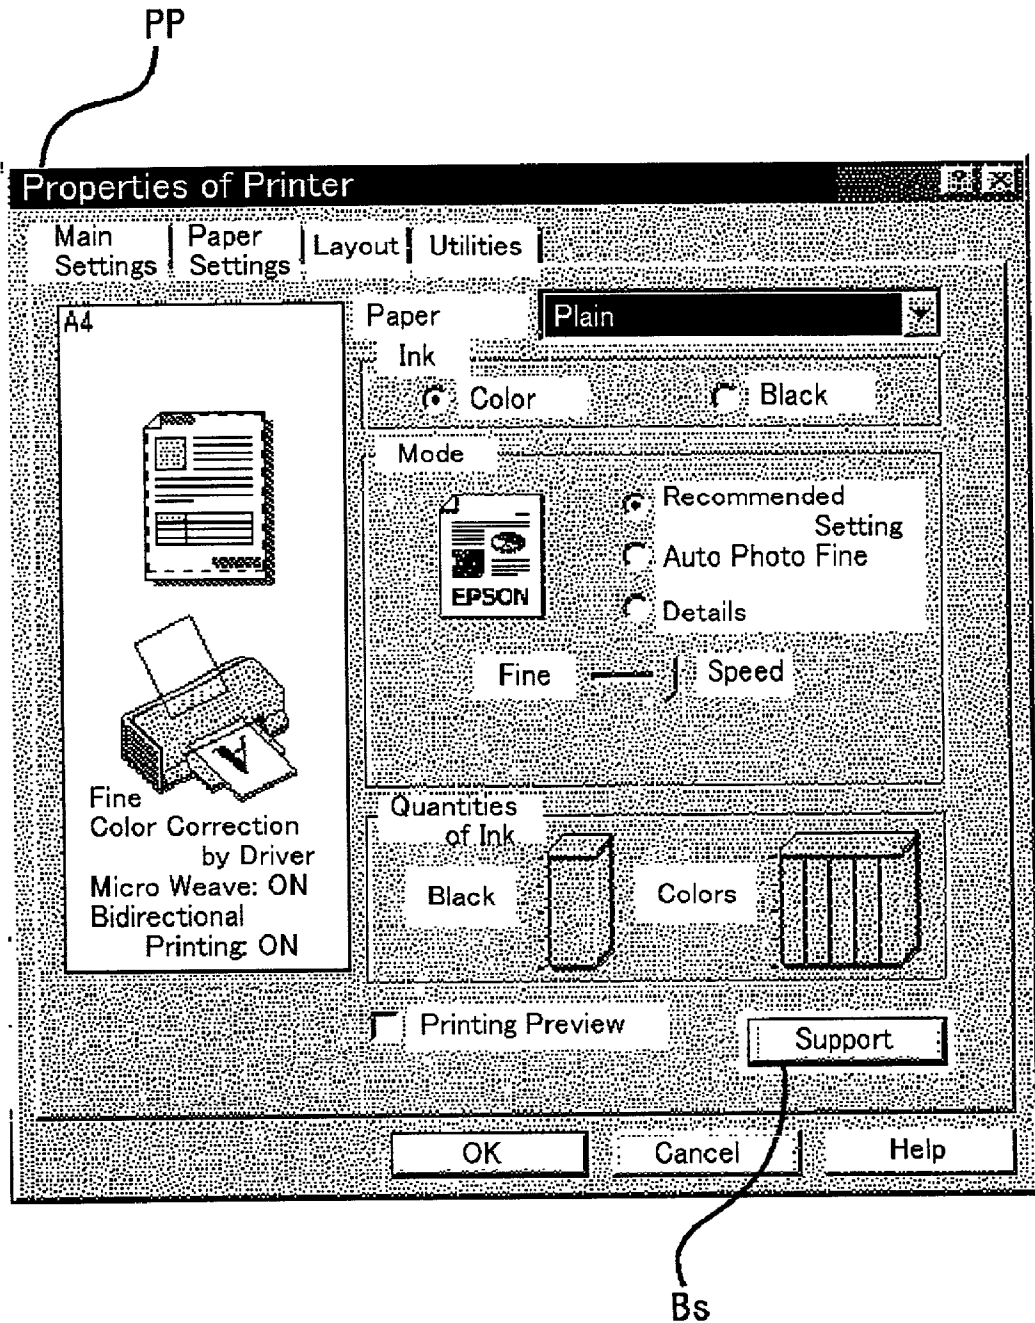 PP
Properties of Printer
Main
Settings
Paper
Settings
Layout
Utilities
A4
Paper
Plain
Ink
Color
Black
Mode
EPSON
Recommended
Setting
Auto Photo Fine
Details
Fine
Speed
Fine
Color Correction
by Driver
Micro Weave: ON
Bidirectional
Printing: ON
Quantities
of Ink
Black
Colors
Printing Preview
Support
OK
Cancel
Help
Bs